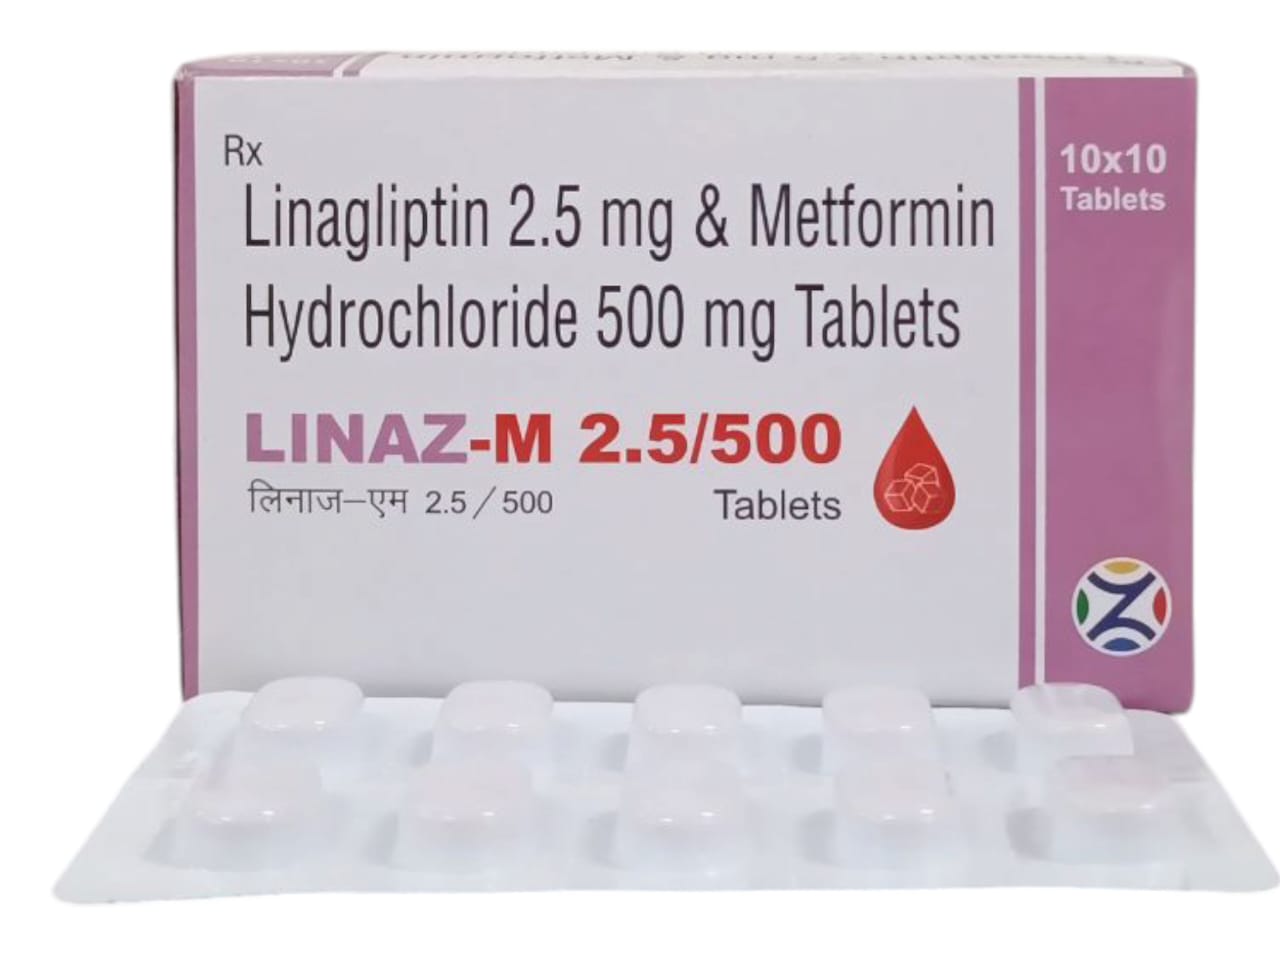 Rx
Linagliptin 2.5 mg & Metformin
Hydrochloride 500 mg Tablets
LINAZ-M 2.5/500
लिनाज–एम 2.5 / 500
Tablets
10x10
Tablets